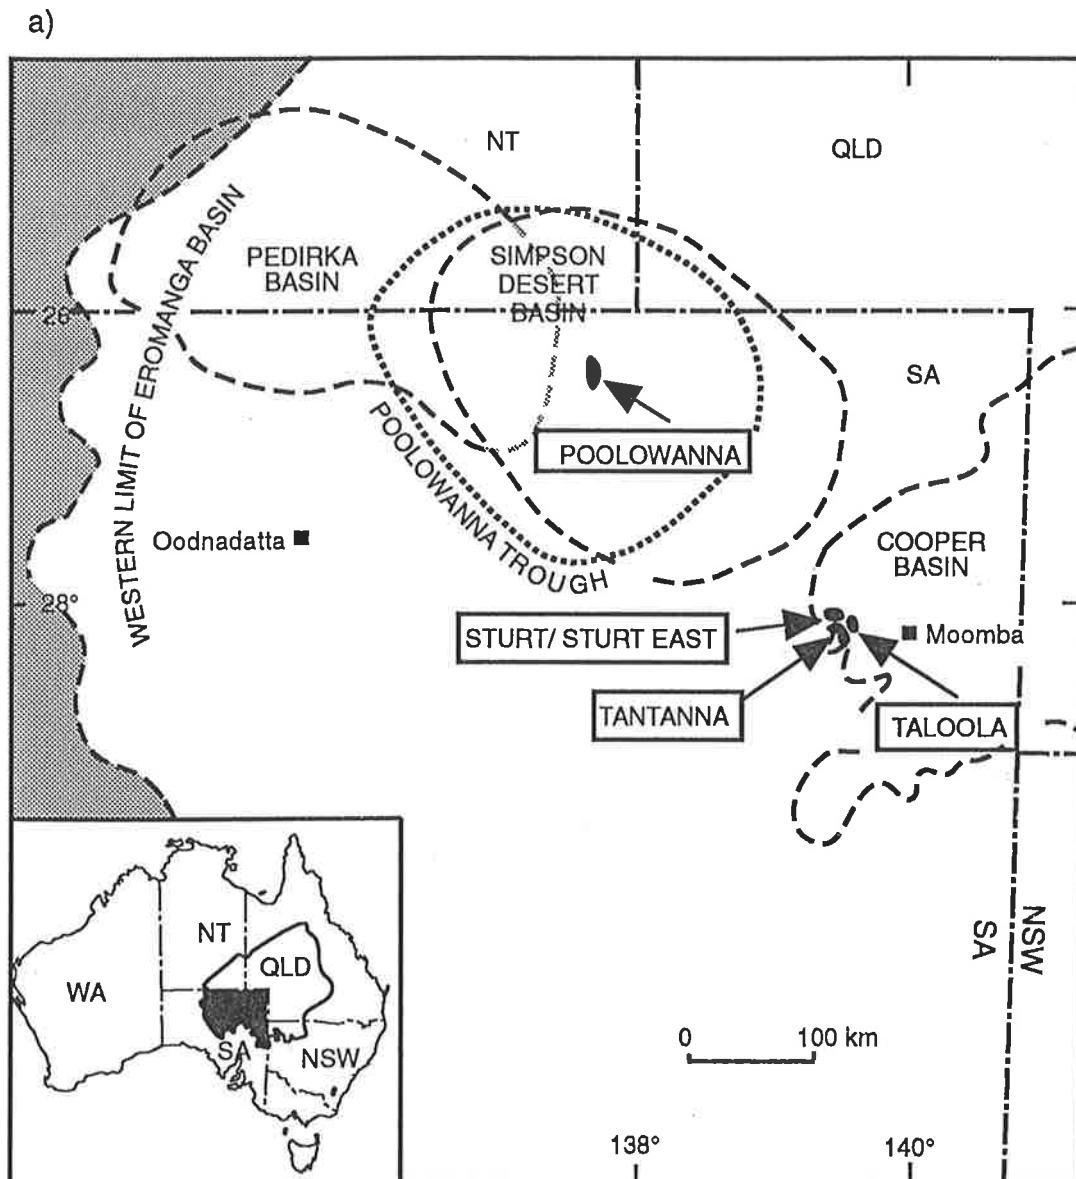 a)
NT
QLD
WESTERN LIMIT OF EROMANGA BASIN
PEDIRKA
BASIN
SIMPSON
DESERT
BASIN
26°
SA
POOLOWANNA
POOLOWANNA TROUGH
Oodnadatta
COOPER
BASIN
28°
STURT/ STURT EAST
Moomba
TANTANNA
TALOOLA
NSW
SA
NT
QLD
WA
SA
NSW
0
100 km
138°
140°